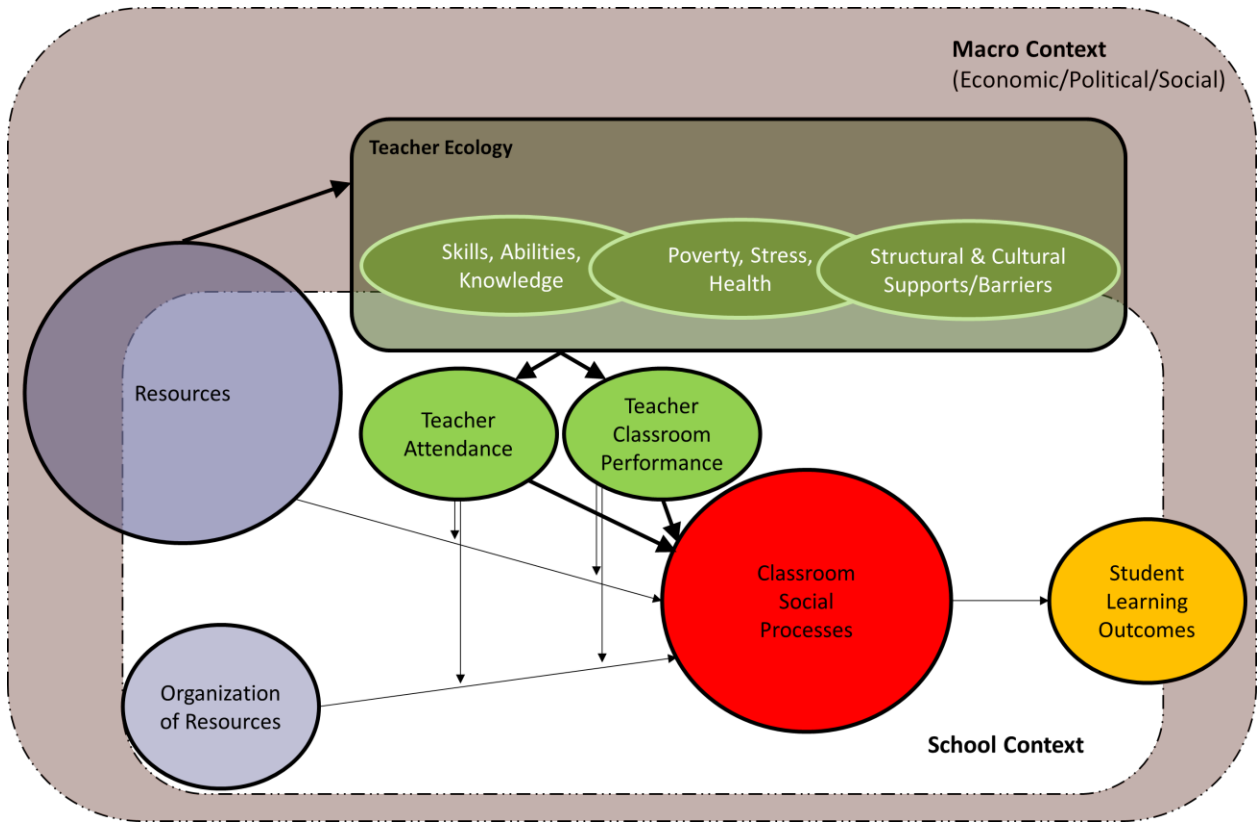 Macro Context
(Economic/Political/Social)
Teacher Ecology
Skills, Abilities,
Knowledge
Poverty, Stress,
Health
Structural & Cultural
Supports/Barriers
Resources
Teacher
Attendance
Teacher
Classroom
Performance
Classroom
Social
Processes
Student
Learning
Outcomes
Organization
of Resources
School Context